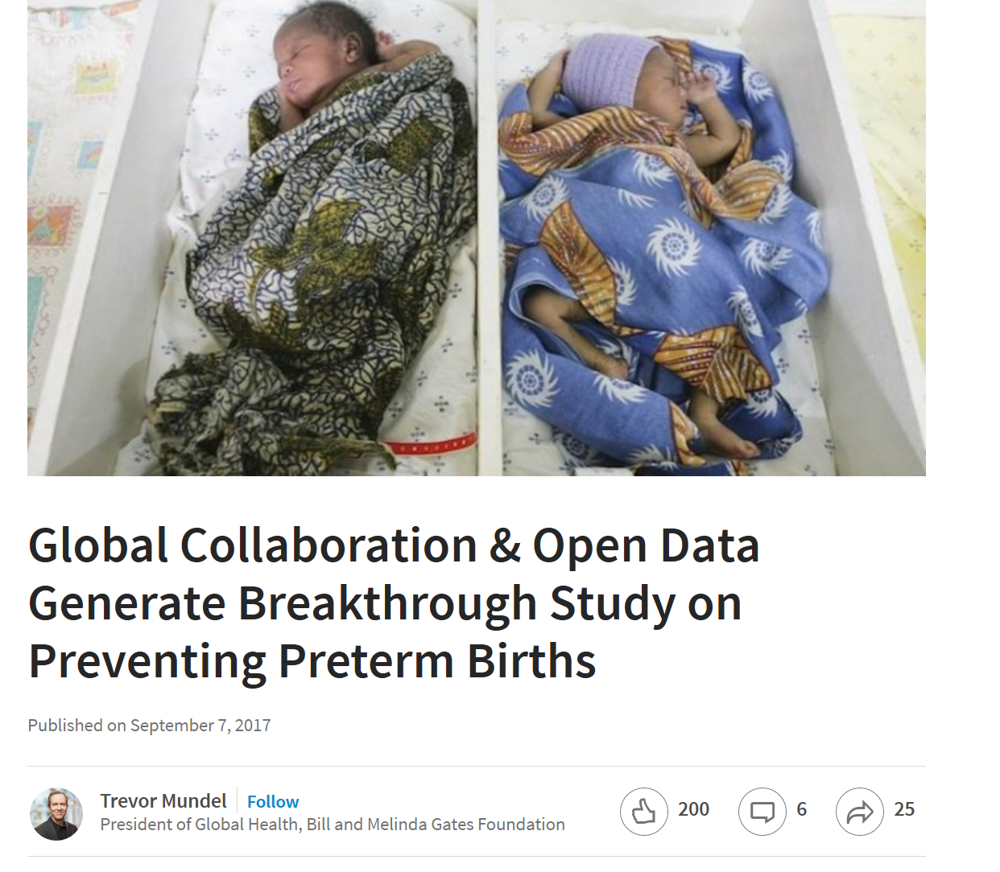 Global Collaboration & Open Data
Generate Breakthrough Study on
Preventing Preterm Births
Published on September 7, 2017
Trevor Mundel Follow
President of Global Health, Bill and Melinda Gates Foundation
200 6 25